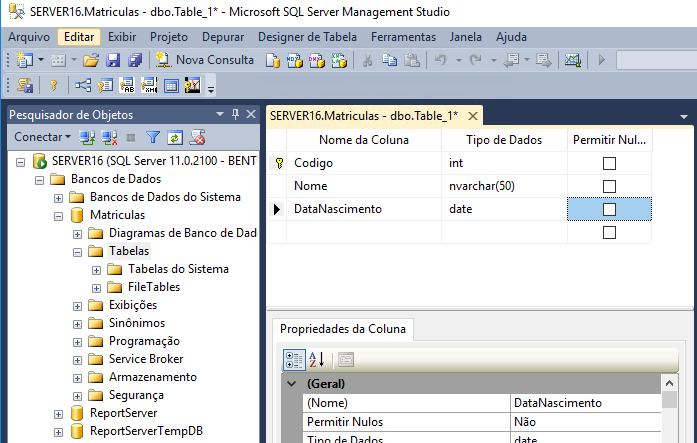 SERVER16.Matriculas - dbo.Table_1* - Microsoft SQL Server Management Studio
Arquivo Editar Exibir Projeto Depurar Designer de Tabela Ferramentas Janela Ajuda
Nova Consulta
Pesquisador de Objetos
SERVER16.Matriculas - dbo.Table_1*
Conectar
SERVER16 (SQL Server 11.0.2100 - BENT
Bancos de Dados
Bancos de Dados do Sistema
Matriculas
Diagramas de Banco de Dad
Tabelas
Tabelas do Sistema
FileTables
Exibições
Sinônimos
Programação
Service Broker
Armazenamento
Segurança
ReportServer
ReportServerTempDB
Nome da Coluna Tipo de Dados Permitir Nul...
Codigo int
Nome nvarchar(50)
DataNascimento date
Propriedades da Coluna
(Geral)
(Nome) DataNascimento
Permitir Nulos Não
Tipo de Dados date